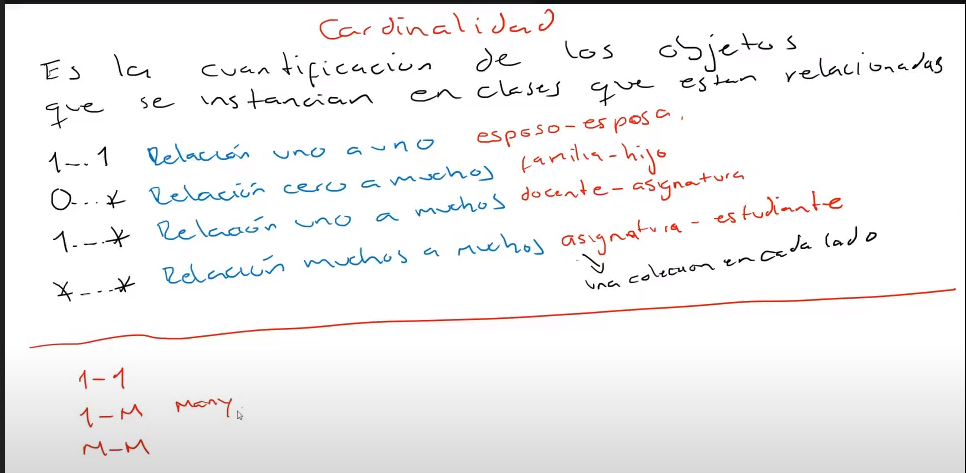 Cardinalidad
Es la cuantificacion de los objetos
que se instancian en clases que estan relacionadas
1...1 Relación uno a uno esposo-esposa.
0...* Relación cero a muchos familia-hijo
1...* Relación uno a muchos docente-asignatura
*...* Relación muchos a muchos asignatura-estudiante
una coleccion en cada lado
1-1
1-M Many
M-M